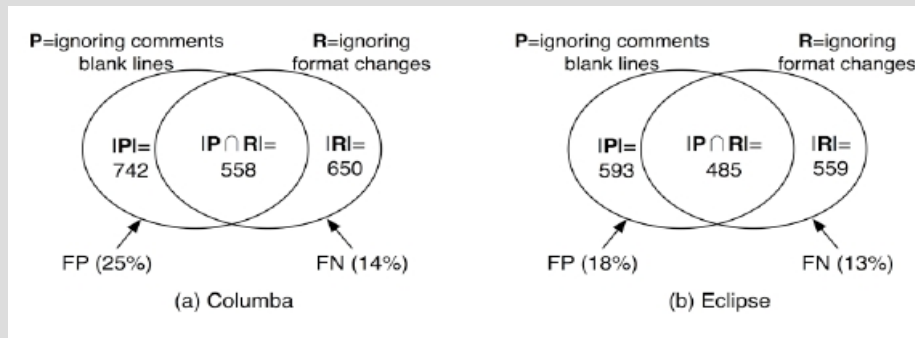 P=ignoring comments
blank lines
R=ignoring
format changes
|P|=
742
|P∩R|=
558
|R|=
650
FP (25%)
FN (14%)
(a) Columba
P=ignoring comments
blank lines
R=ignoring
format changes
|P|=
593
|P∩R|=
485
|R|=
559
FP (18%)
FN (13%)
(b) Eclipse